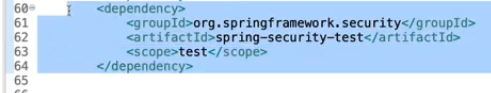 60 <dependency>
61 <groupId>org.springframework.security</groupId>
62 <artifactId>spring-security-test</artifactId>
63 <scope>test</scope>
64 </dependency>
65